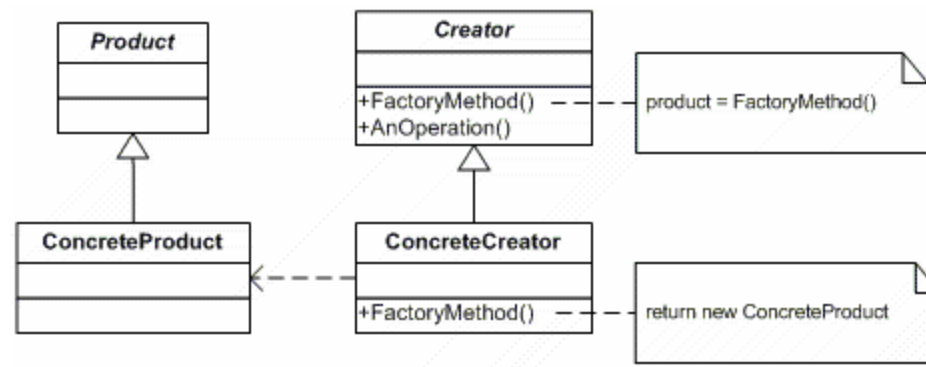 Product
Creator
+FactoryMethod()
+AnOperation()
product = FactoryMethod()
ConcreteProduct
ConcreteCreator
+FactoryMethod()
return new ConcreteProduct